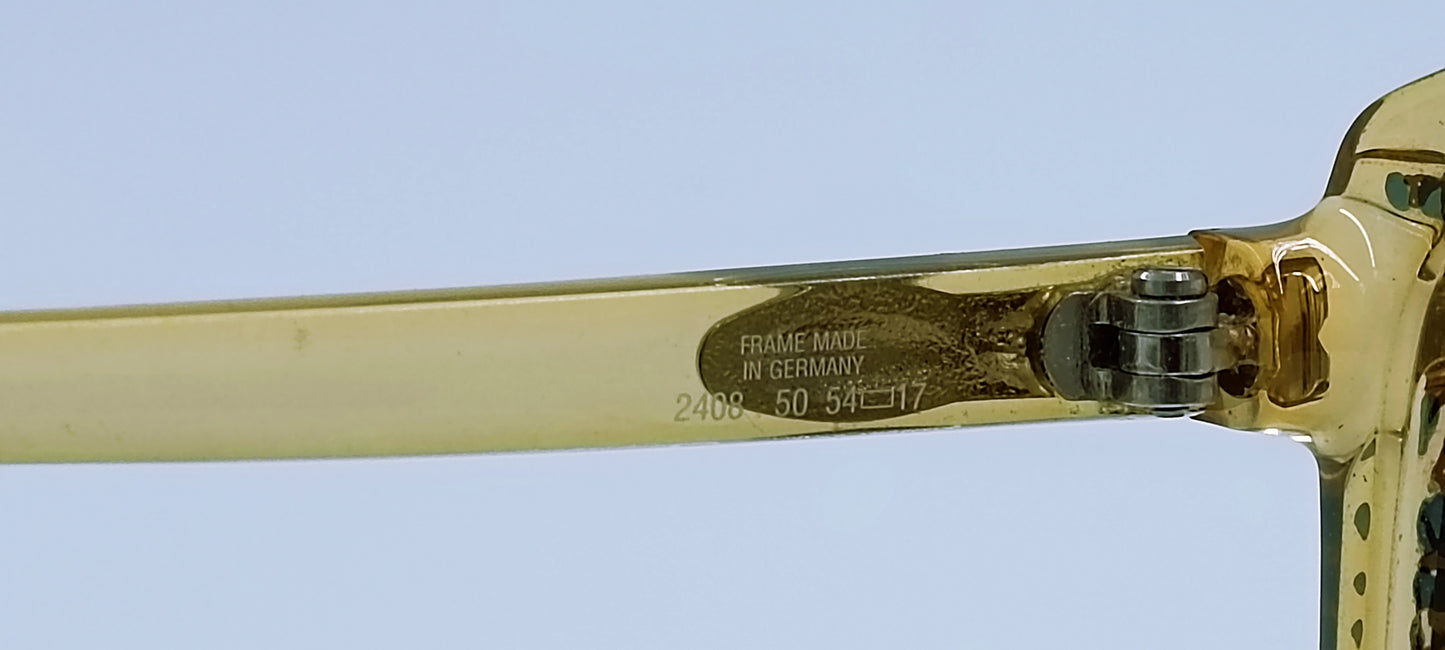 FRAME MADE
IN GERMANY
2408 50 54□17